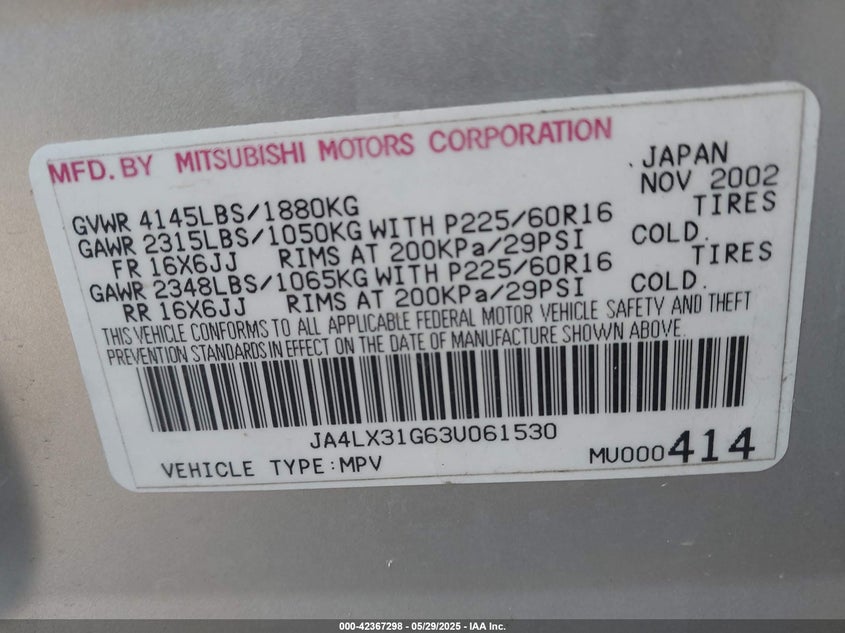 MFD. BY MITSUBISHI MOTORS CORPORATION
. JAPAN
NOV 2002
GVWR 4145LBS/1880KG
GAWR 2315LBS/1050KG WITH P225/60R16 TIRES
FR 16X6JJ RIMS AT 200KPa/29PSI COLD.
GAWR 2348LBS/1065KG WITH P225/60R16 TIRES
RR 16X6JJ RIMS AT 200KPa/29PSI COLD.
THIS VEHICLE CONFORMS TO ALL APPLICABLE FEDERAL MOTOR VEHICLE SAFETY AND THEFT
PREVENTION STANDARDS IN EFFECT ON THE DATE OF MANUFACTURE SHOWN ABOVE.
JA4LX31G63U061530
VEHICLE TYPE:MPV MU000414
000-42367298 - 05/29/2025 - IAA Inc.